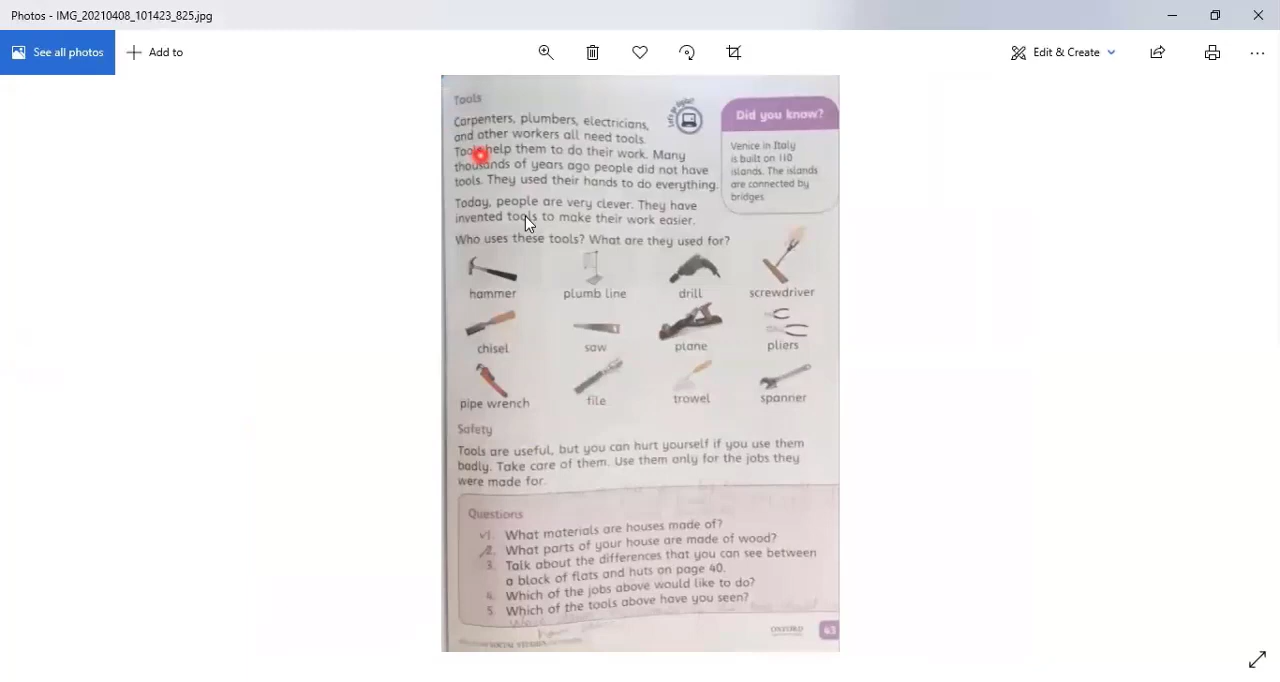 Photos - IMG_20210408_101423_825.jpg
See all photos
Add to
Edit & Create
Tools
Carpenters, plumbers, electricians,
and other workers all need tools.
Tools help them to do their work. Many
thousands of years ago people did not have
tools. They used their hands to do everything.
Today, people are very clever. They have
invented tools to make their work easier.
Let's go digital!
Did you know?
Venice in Italy
is built on 110
islands. The islands
are connected by
bridges.
Who uses these tools? What are they used for?
hammer
plumb line
drill
screwdriver
chisel
saw
plane
pliers
pipe wrench
file
trowel
spanner
Safety
Tools are useful, but you can hurt yourself if you use them
badly. Take care of them. Use them only for the jobs they
were made for.
Questions
1. What materials are houses made of?
2. What parts of your house are made of wood?
3. Talk about the differences that you can see between
a block of flats and huts on page 40.
4. Which of the jobs above would like to do?
5. Which of the tools above have you seen?
SOCIAL STUDIES
OXFORD
43